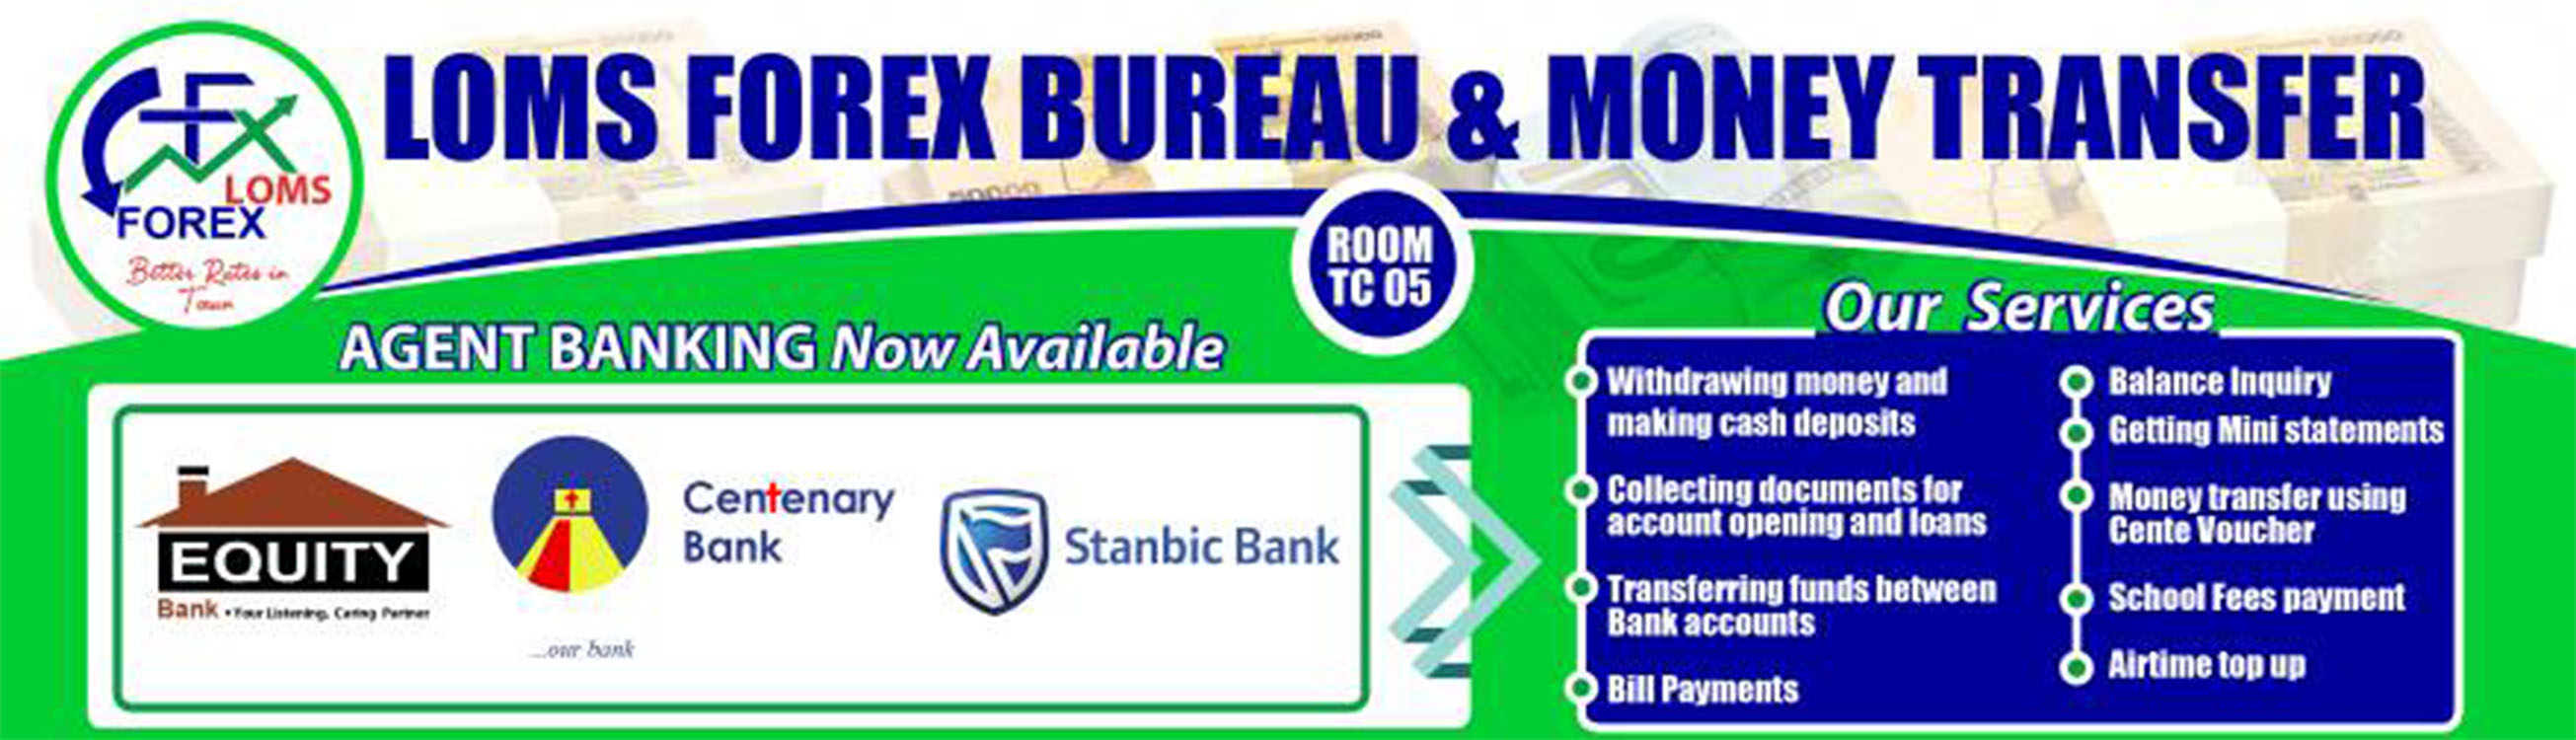 LOMS FOREX BUREAU & MONEY TRANSFER
LOMS
FOREX
Better Rates in
Town
ROOM
TC 05
AGENT BANKING Now Available
EQUITY
Bank • Your Listening, Caring Partner
Centenary
Bank
...our bank
Stanbic Bank
Our Services
Withdrawing money and
making cash deposits
Collecting documents for
account opening and loans
Transferring funds between
Bank accounts
Bill Payments
Balance Inquiry
Getting Mini statements
Money transfer using
Cente Voucher
School Fees payment
Airtime top up